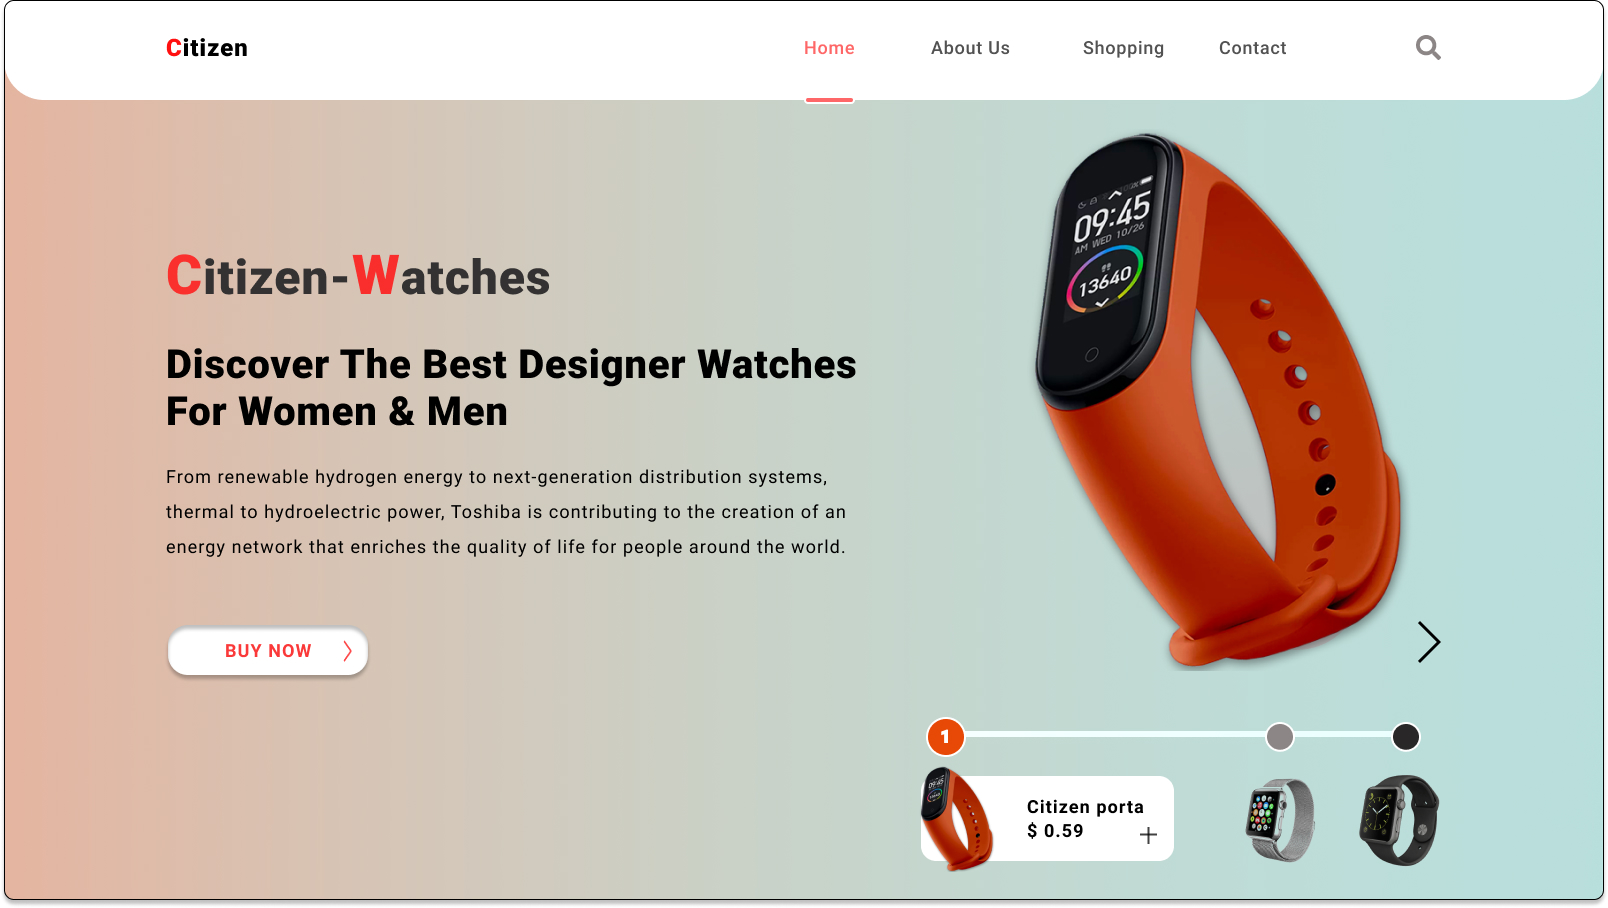 Citizen
Home About Us Shopping Contact
Citizen-Watches
Discover The Best Designer Watches
For Women & Men
From renewable hydrogen energy to next-generation distribution systems,
thermal to hydroelectric power, Toshiba is contributing to the creation of an
energy network that enriches the quality of life for people around the world.
BUY NOW
09:45
AM WED 10/26
13640
1
09:45
13640
Citizen porta
$ 0.59